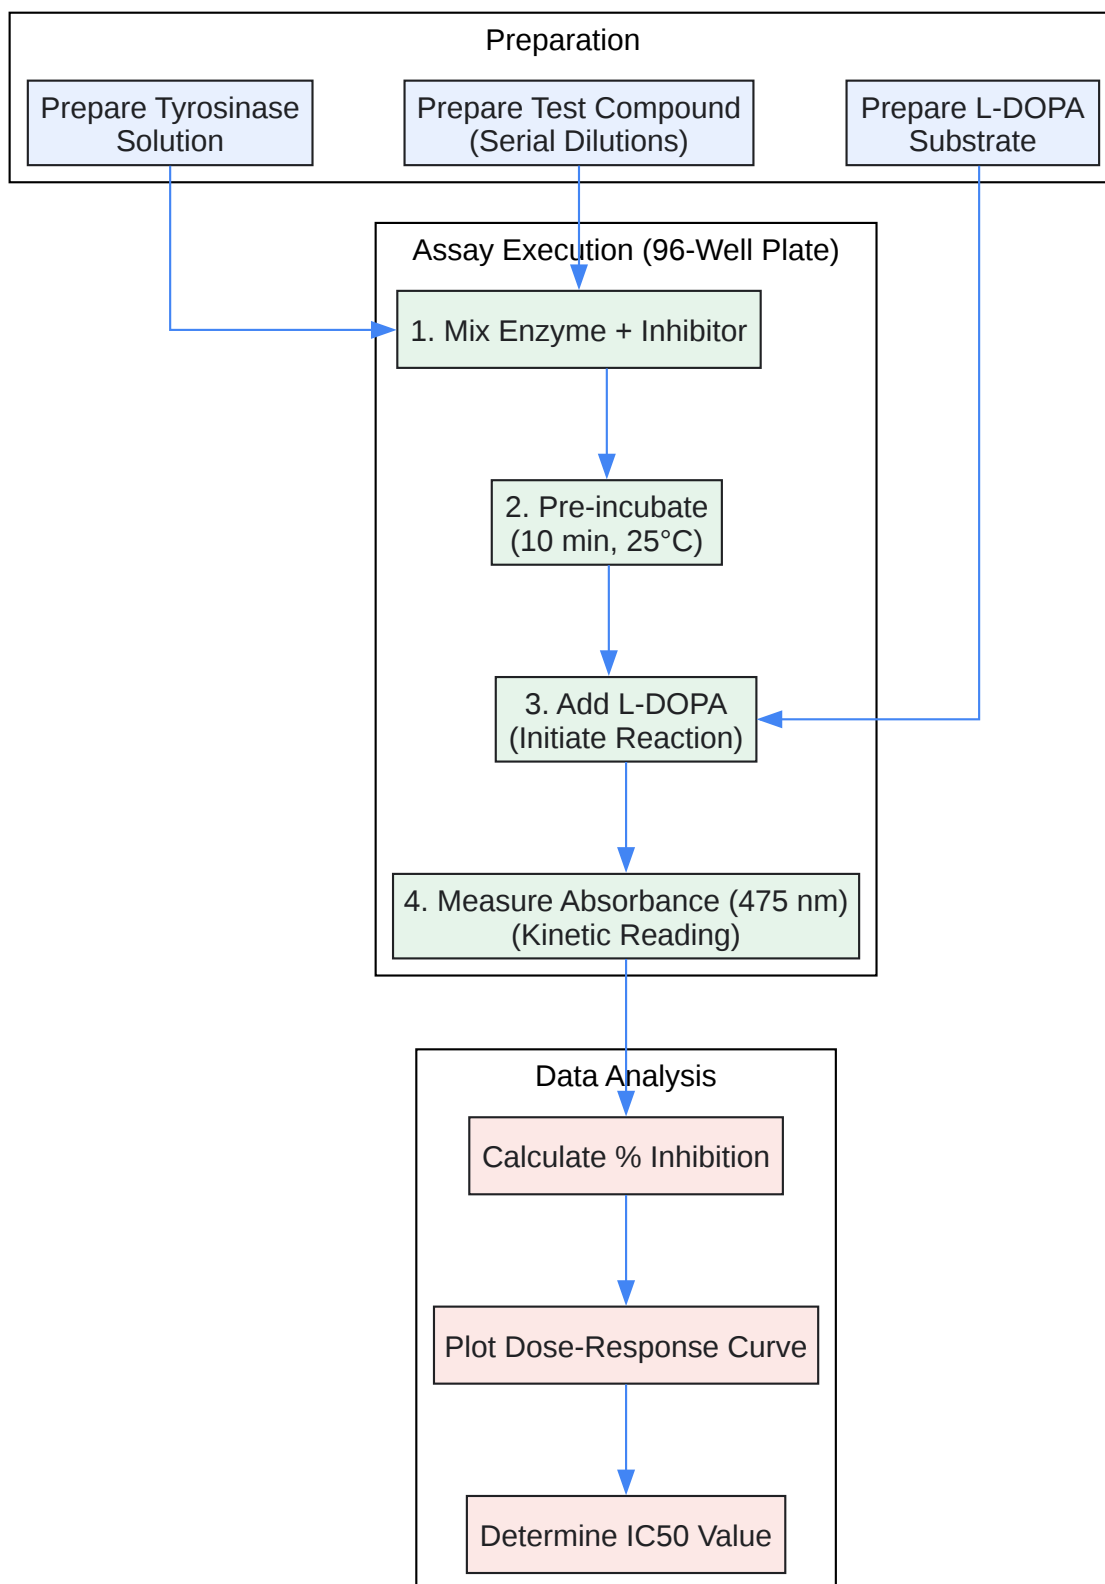 Preparation
Prepare Tyrosinase
Solution
Prepare Test Compound
(Serial Dilutions)
Prepare L-DOPA
Substrate
Assay Execution (96-Well Plate)
1. Mix Enzyme + Inhibitor
2. Pre-incubate
(10 min, 25°C)
3. Add L-DOPA
(Initiate Reaction)
4. Measure Absorbance (475 nm)
(Kinetic Reading)
Data Analysis
Calculate % Inhibition
Plot Dose-Response Curve
Determine IC50 Value